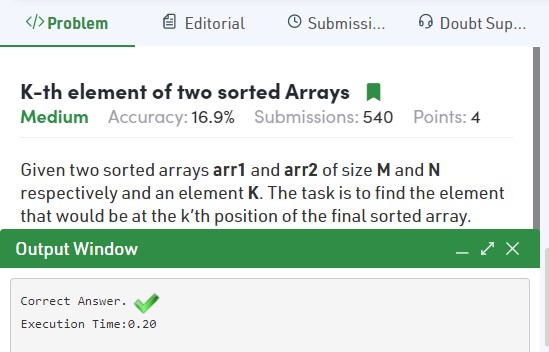 </> Problem Editorial Submissi... Doubt Sup...
K-th element of two sorted Arrays
Medium Accuracy: 16.9% Submissions: 540 Points: 4
Given two sorted arrays arr1 and arr2 of size M and N
respectively and an element K. The task is to find the element
that would be at the k'th position of the final sorted array.
Output Window
Correct Answer.
Execution Time:0.20